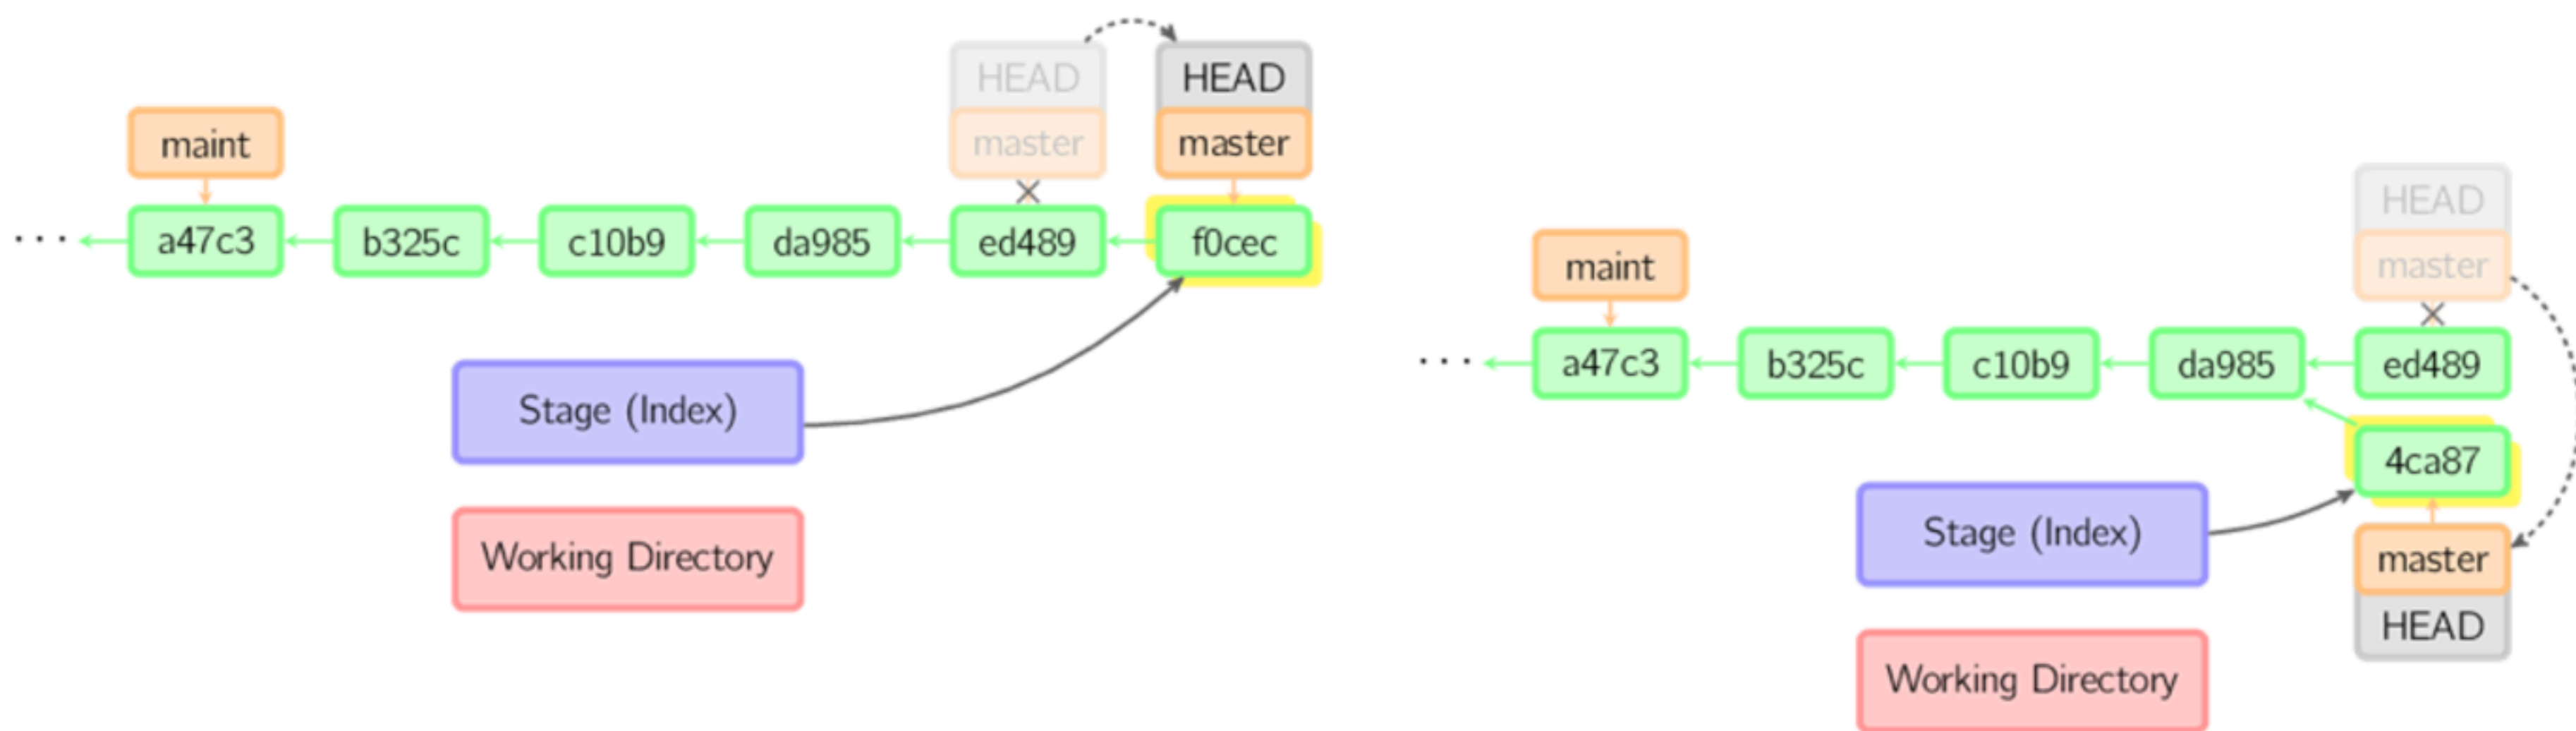 HEAD HEAD
maint master master
... a47c3 b325c c10b9 da985 ed489 f0cec
Stage (Index)
Working Directory
HEAD
maint master
... a47c3 b325c c10b9 da985 ed489
4ca87
Stage (Index)
master
HEAD
Working Directory